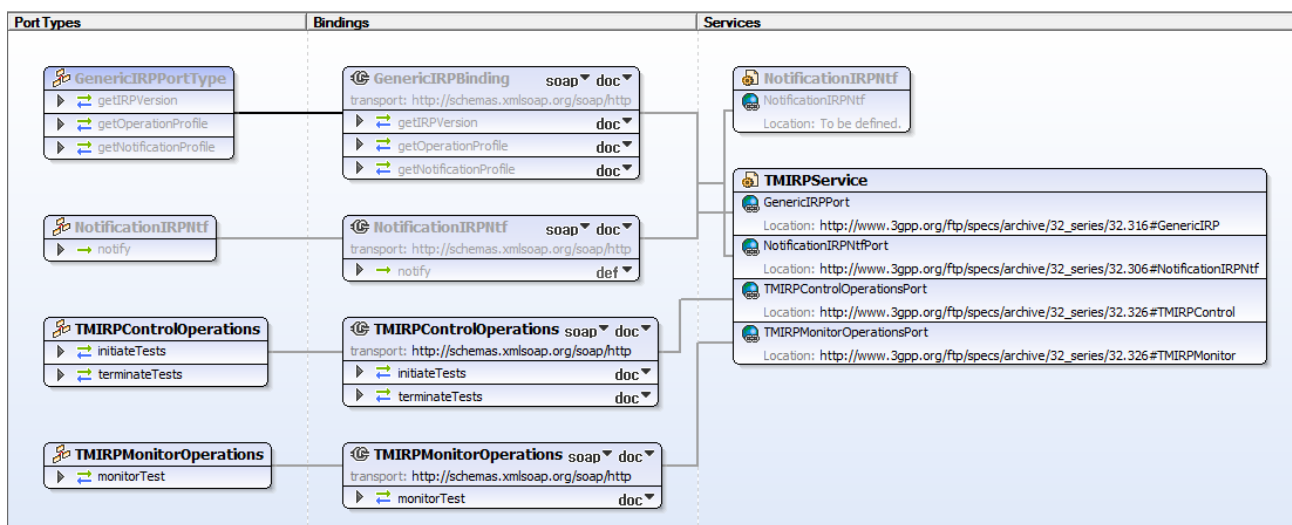 Port Types
Bindings
Services
GenericIRPPortType
getIRPVersion
getOperationProfile
getNotificationProfile
GenericIRPBinding soap doc
transport: http://schemas.xmlsoap.org/soap/http
getIRPVersion doc
getOperationProfile doc
getNotificationProfile doc
NotificationIRPNtf
NotificationIRPNtf
Location: To be defined.
TMIRPService
GenericIRPPort
Location: http://www.3gpp.org/ftp/specs/archive/32_series/32.316#GenericIRP
NotificationIRPNtfPort
Location: http://www.3gpp.org/ftp/specs/archive/32_series/32.306#NotificationIRPNtf
TMIRPControlOperationsPort
Location: http://www.3gpp.org/ftp/specs/archive/32_series/32.326#TMIRPControl
TMIRPMonitorOperationsPort
Location: http://www.3gpp.org/ftp/specs/archive/32_series/32.326#TMIRPMonitor
NotificationIRPNtf
notify
NotificationIRPNtf soap doc
transport: http://schemas.xmlsoap.org/soap/http
notify def
TMIRPControlOperations
initiateTests
terminateTests
TMIRPControlOperations soap doc
transport: http://schemas.xmlsoap.org/soap/http
initiateTests doc
terminateTests doc
TMIRPMonitorOperations
monitorTest
TMIRPMonitorOperations soap doc
transport: http://schemas.xmlsoap.org/soap/http
monitorTest doc